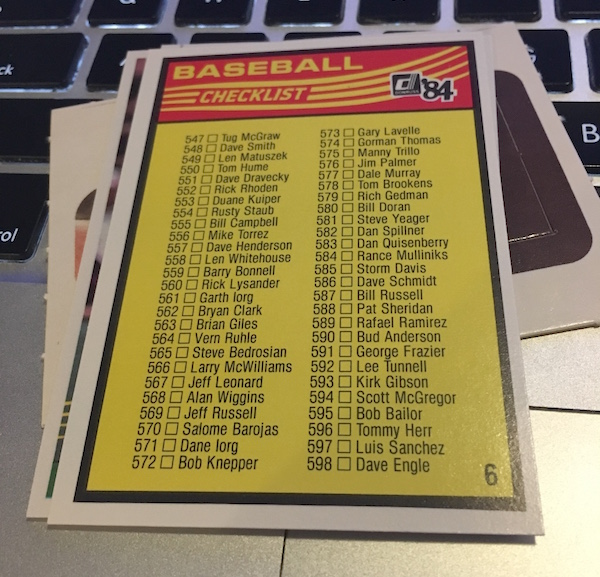 BASEBALL
CHECKLIST
DONRUSS '84
547 Tug McGraw
548 Dave Smith
549 Len Matuszek
550 Tom Hume
551 Dave Dravecky
552 Rick Rhoden
553 Duane Kuiper
554 Rusty Staub
555 Bill Campbell
556 Mike Torrez
557 Dave Henderson
558 Len Whitehouse
559 Barry Bonnell
560 Rick Lysander
561 Garth Iorg
562 Bryan Clark
563 Brian Giles
564 Vern Ruhle
565 Steve Bedrosian
566 Larry McWilliams
567 Jeff Leonard
568 Alan Wiggins
569 Jeff Russell
570 Salome Barojas
571 Dane Iorg
572 Bob Knepper
573 Gary Lavelle
574 Gorman Thomas
575 Manny Trillo
576 Jim Palmer
577 Dale Murray
578 Tom Brookens
579 Rich Gedman
580 Bill Doran
581 Steve Yeager
582 Dan Spillner
583 Dan Quisenberry
584 Rance Mulliniks
585 Storm Davis
586 Dave Schmidt
587 Bill Russell
588 Pat Sheridan
589 Rafael Ramirez
590 Bud Anderson
591 George Frazier
592 Lee Tunnell
593 Kirk Gibson
594 Scott McGregor
595 Bob Bailor
596 Tommy Herr
597 Luis Sanchez
598 Dave Engle
6
ck
rol
B